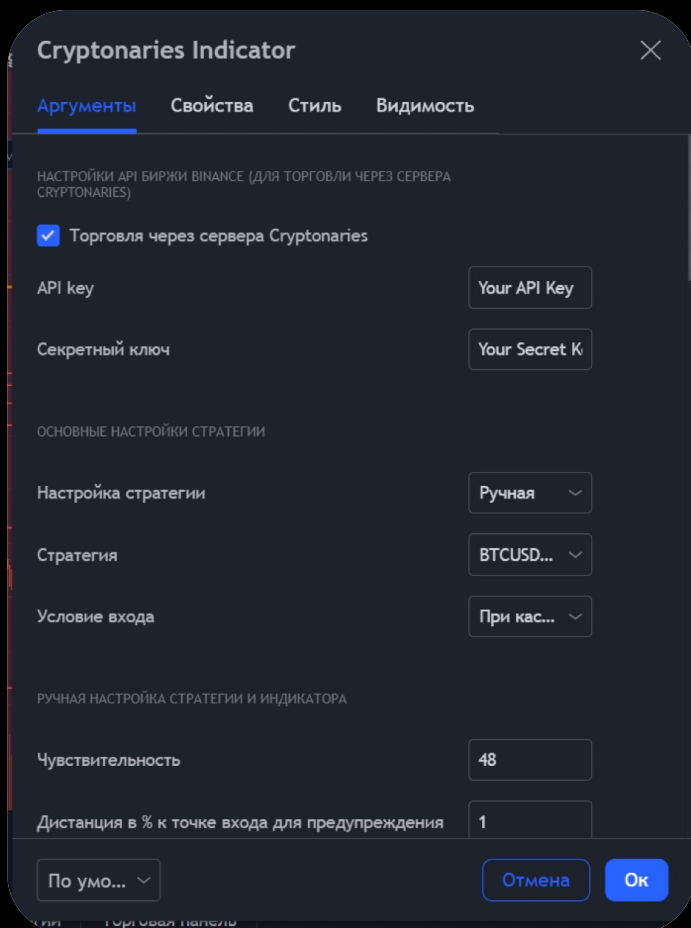 Cryptonaries Indicator
Аргументы Свойства Стиль Видимость
НАСТРОЙКИ API БИРЖИ BINANCE (ДЛЯ ТОРГОВЛИ ЧЕРЕЗ СЕРВЕРА
CRYPTONARIES)
Торговля через сервера Cryptonaries
API key Your API Key
Секретный ключ Your Secret K
ОСНОВНЫЕ НАСТРОЙКИ СТРАТЕГИИ
Настройка стратегии Ручная
Стратегия BTCUSD...
Условие входа При кас...
РУЧНАЯ НАСТРОЙКА СТРАТЕГИИ И ИНДИКАТОРА
Чувствительность 48
Дистанция в % к точке входа для предупреждения 1
По умо... Отмена Ок
Торговая панель